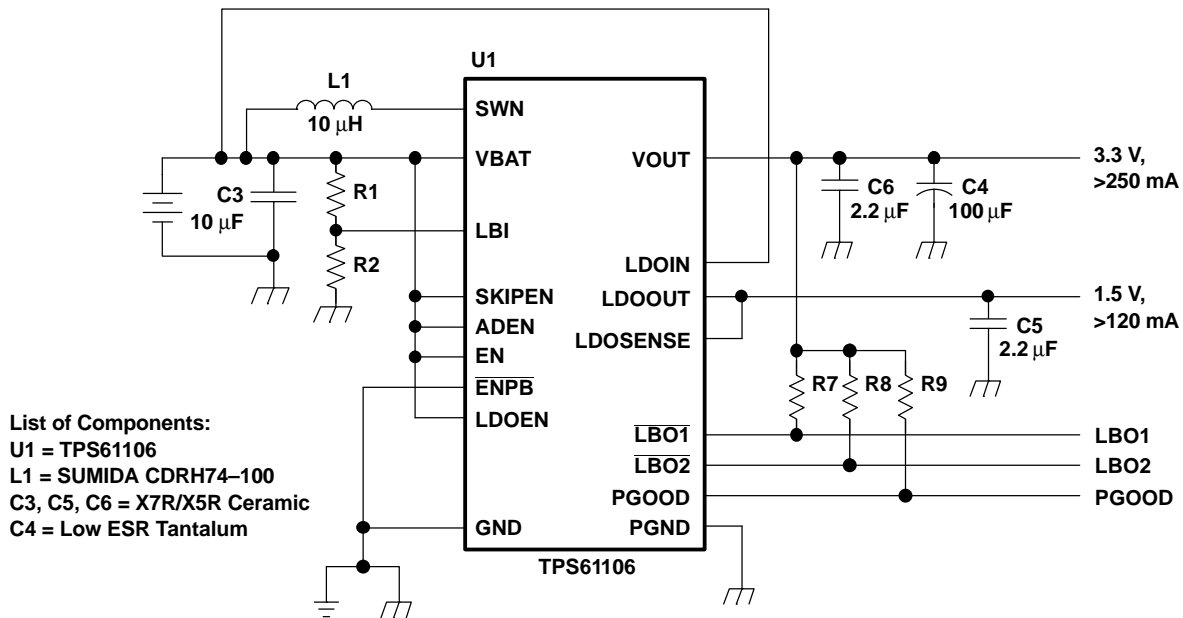 U1
L1
10 μH
SWN
VBAT
VOUT
3.3 V,
>250 mA
C3
10 μF
R1
C6
2.2 μF
C4
100 μF
LBI
R2
LDOIN
SKIPEN
LDOOUT
1.5 V,
>120 mA
ADEN
LDOSENSE
C5
2.2 μF
EN
ENPB
R7
R8
R9
LDOEN
List of Components:
U1 = TPS61106
L1 = SUMIDA CDRH74–100
C3, C5, C6 = X7R/X5R Ceramic
C4 = Low ESR Tantalum
LBO1
LBO1
LBO2
LBO2
PGOOD
PGOOD
GND
PGND
TPS61106